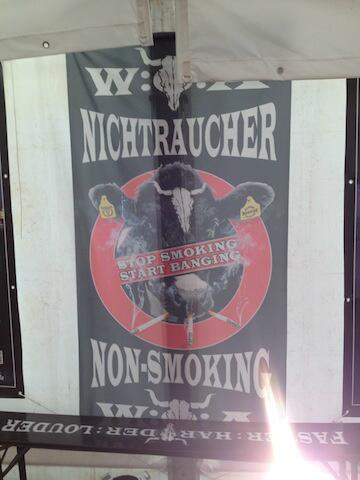 W:O:A
NICHTRAUCHER
STOP SMOKING
START BANGING
NON-SMOKING
W:O:A
FASTER:HARDER:LOUDER